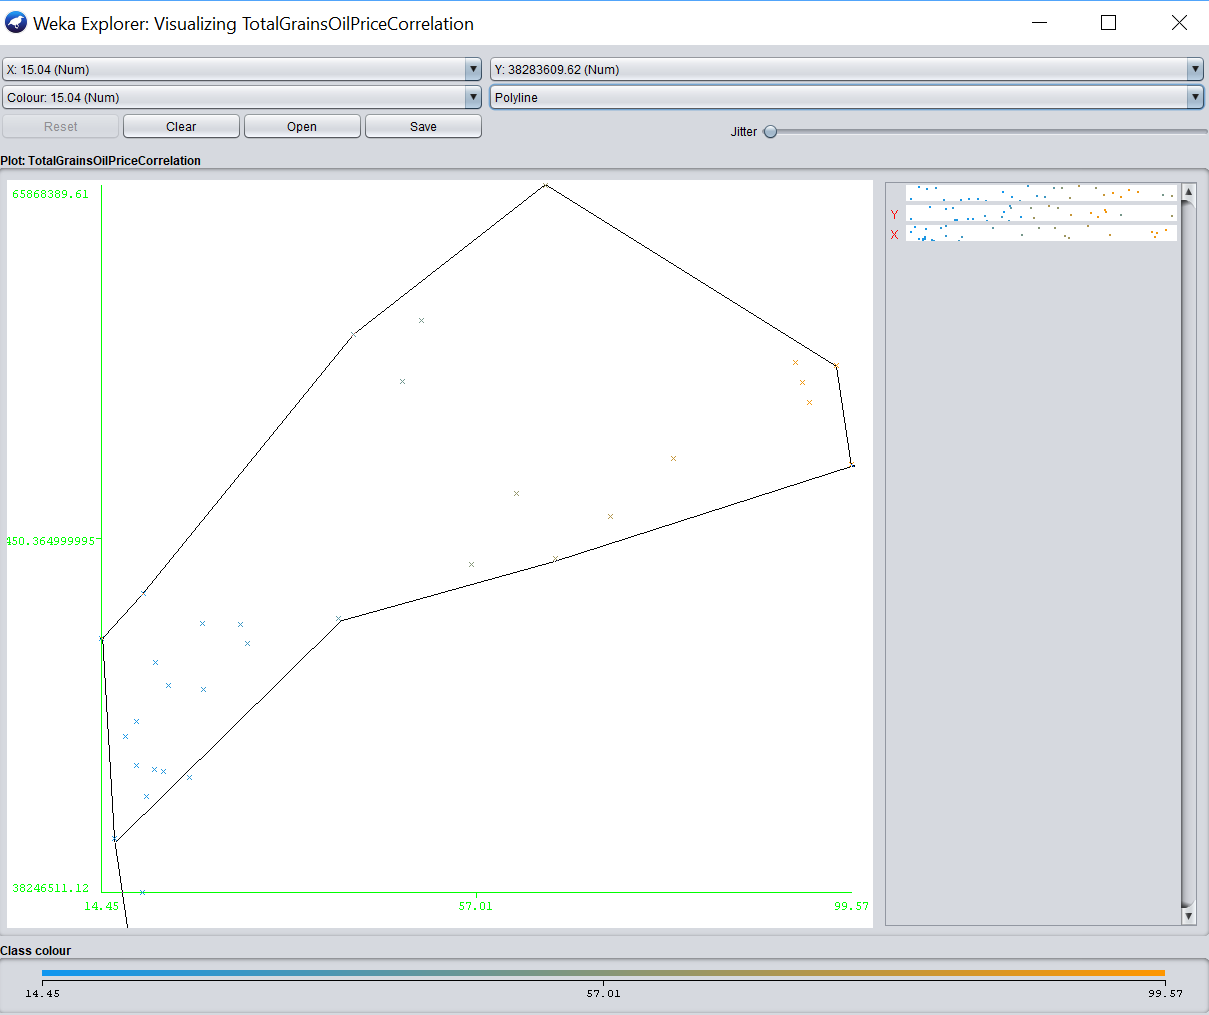 Weka Explorer: Visualizing TotalGrainsOilPriceCorrelation
X: 15.04 (Num)
Y: 38283609.62 (Num)
Colour: 15.04 (Num)
Polyline
Reset
Clear
Open
Save
Jitter
Plot: TotalGrainsOilPriceCorrelation
65868389.61
Y
X
450.364999995
38246511.12
14.45
57.01
99.57
Class colour
14.45
57.01
99.57